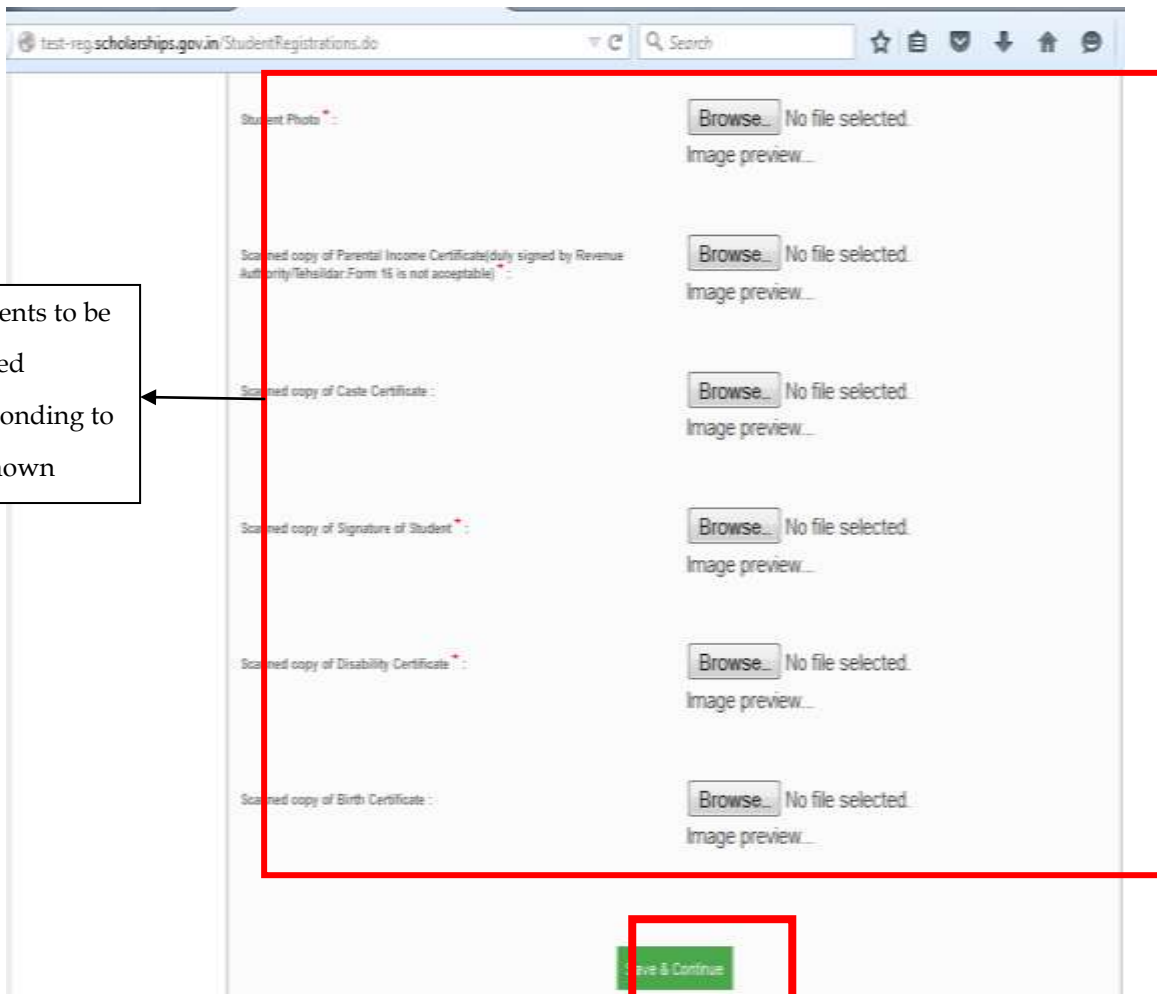 test-reg.scholarships.gov.in/StudentRegistrations.do
Search
Student Photo * :
Browse... No file selected.
Image preview...
Scanned copy of Parental Income Certificate(duly signed by Revenue
Authority/Tehsildar.Form 16 is not acceptable) * :
Browse... No file selected.
Image preview...
ents to be
ed
onding to
nown
Scanned copy of Caste Certificate :
Browse... No file selected.
Image preview...
Scanned copy of Signature of Student * :
Browse... No file selected.
Image preview...
Scanned copy of Disability Certificate * :
Browse... No file selected.
Image preview...
Scanned copy of Birth Certificate :
Browse... No file selected.
Image preview...
Save & Continue